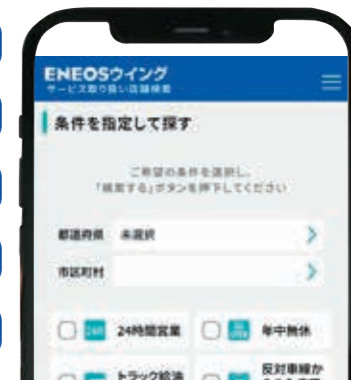 ENEOSウイング
サービス取り扱い店舗検索
条件を指定して探す
ご希望の条件を選択し、
「検索する」ボタンを押下してください
都道府県 未選択
市区町村
24H 24時間営業 年中無休
トラック給油 反対車線か